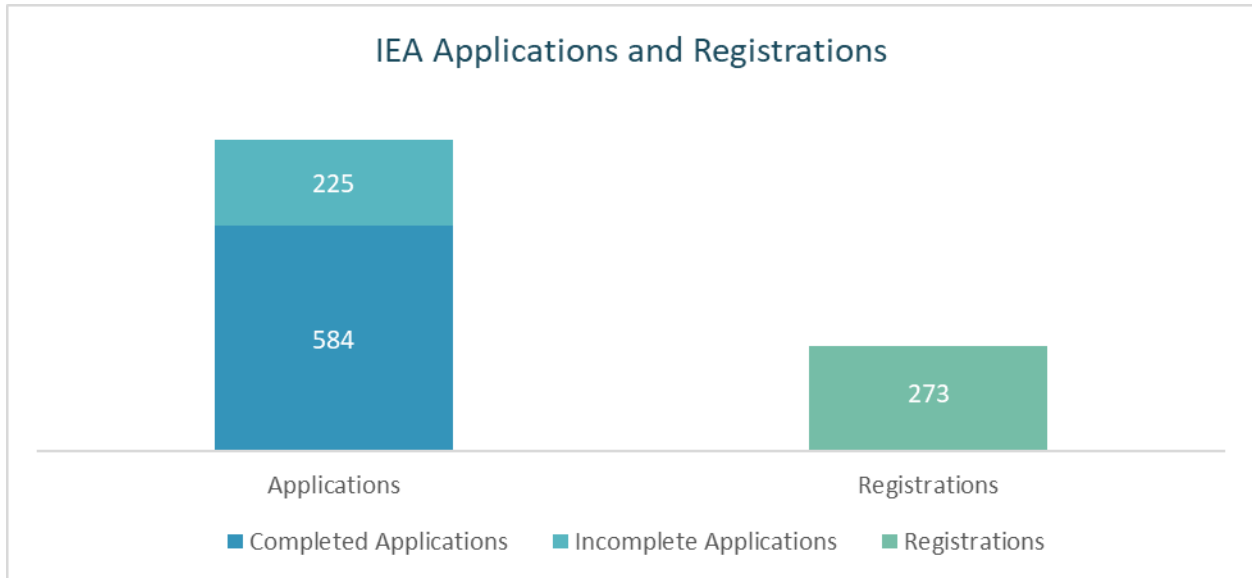 IEA Applications and Registrations
225
584
273
Applications
Registrations
Completed Applications
Incomplete Applications
Registrations